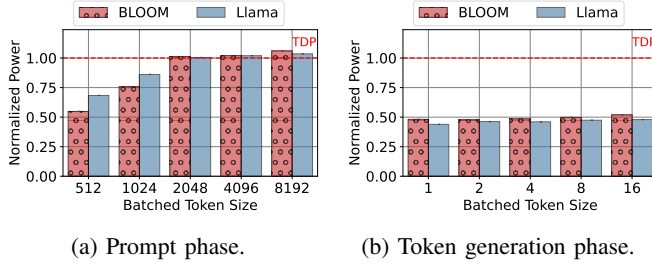 BLOOM Llama
TDP
Normalized Power
1.00
0.75
0.50
0.25
0.00
512 1024 2048 4096 8192
Batched Token Size
(a) Prompt phase.
BLOOM Llama
TDP
Normalized Power
1.00
0.75
0.50
0.25
0.00
1 2 4 8 16
Batched Token Size
(b) Token generation phase.